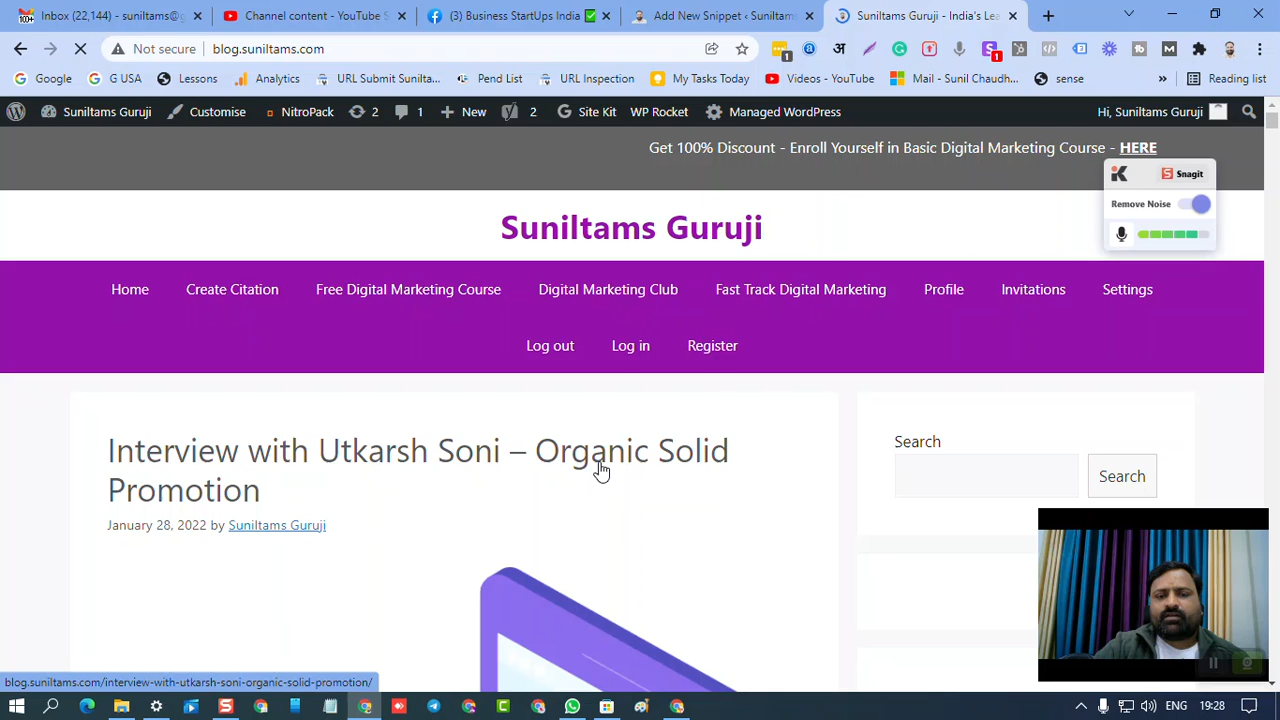 Inbox (22,144) - suniltams@g
Channel content - YouTube S
(3) Business StartUps India ✅
Add New Snippet ‹ Suniltams
Suniltams Guruji - India's Lea
Not secure
blog.suniltams.com
Google
G USA
Lessons
Analytics
URL Submit Sunilta...
Pend List
URL Inspection
My Tasks Today
Videos - YouTube
Mail - Sunil Chaudh...
sense
Reading list
Suniltams Guruji
Customise
NitroPack
2
1
New
2
Site Kit
WP Rocket
Managed WordPress
Hi, Suniltams Guruji
Get 100% Discount - Enroll Yourself in Basic Digital Marketing Course - HERE
Snagit
Remove Noise
Suniltams Guruji
Home
Create Citation
Free Digital Marketing Course
Digital Marketing Club
Fast Track Digital Marketing
Profile
Invitations
Settings
Log out
Log in
Register
Interview with Utkarsh Soni – Organic Solid
Promotion
January 28, 2022 by Suniltams Guruji
Search
Search
blog.suniltams.com/interview-with-utkarsh-soni-organic-solid-promotion/
ENG
19:28